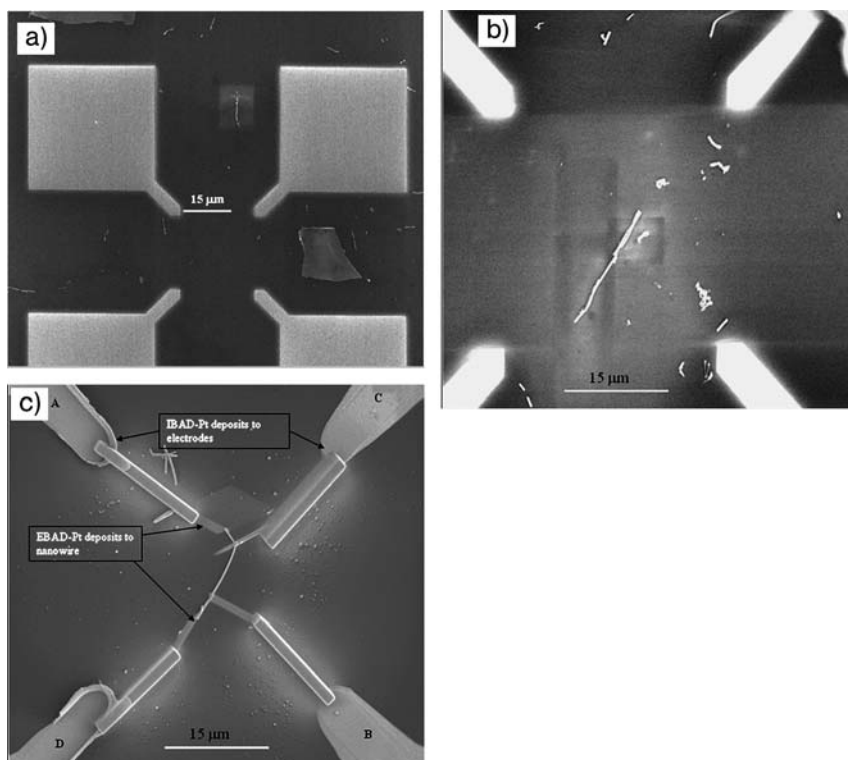 a)
15 μm
b)
15 μm
c)
A
C
IBAD-Pt deposits to
electrodes
EBAD-Pt deposits to
nanowire
15 μm
D
B